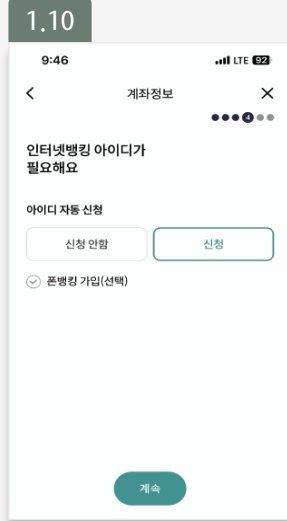 1.10
9:46
LTE 92
계좌정보
4
인터넷뱅킹 아이디가
필요해요
아이디 자동 신청
신청 안함
신청
폰뱅킹 가입(선택)
계속